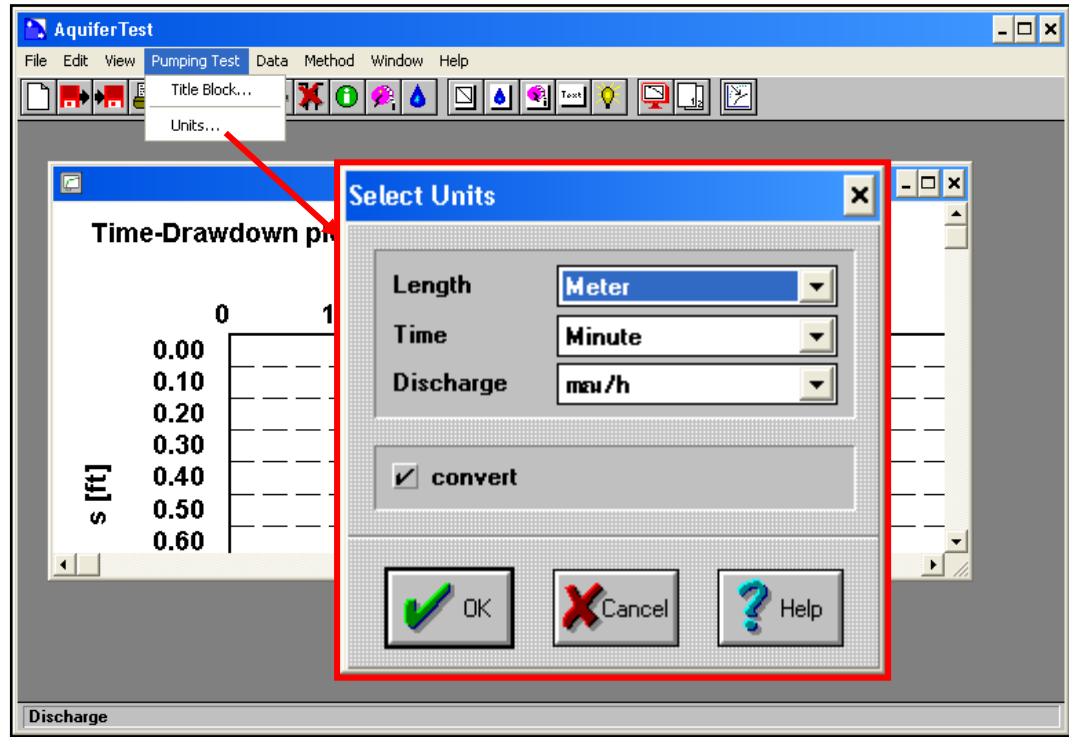 AquiferTest
File Edit View Pumping Test Data Method Window Help
Title Block...
Text
Units...
Select Units
Time-Drawdown
Length Meter
0 1
Time Minute
0.00
0.10
Discharge mзu/h
0.20
0.30
0.40
convert
s [ft]
0.50
0.60
OK Cancel Help
Discharge